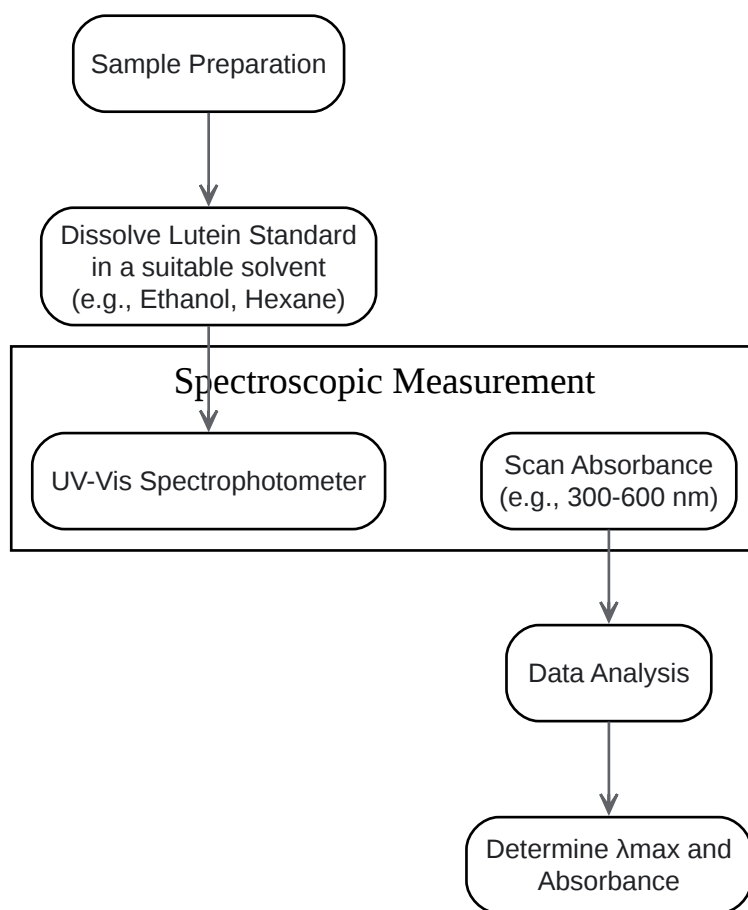 Sample Preparation
Dissolve Lutein Standard
in a suitable solvent
(e.g., Ethanol, Hexane)
Spectroscopic Measurement
UV-Vis Spectrophotometer
Scan Absorbance
(e.g., 300-600 nm)
Data Analysis
Determine λmax and
Absorbance